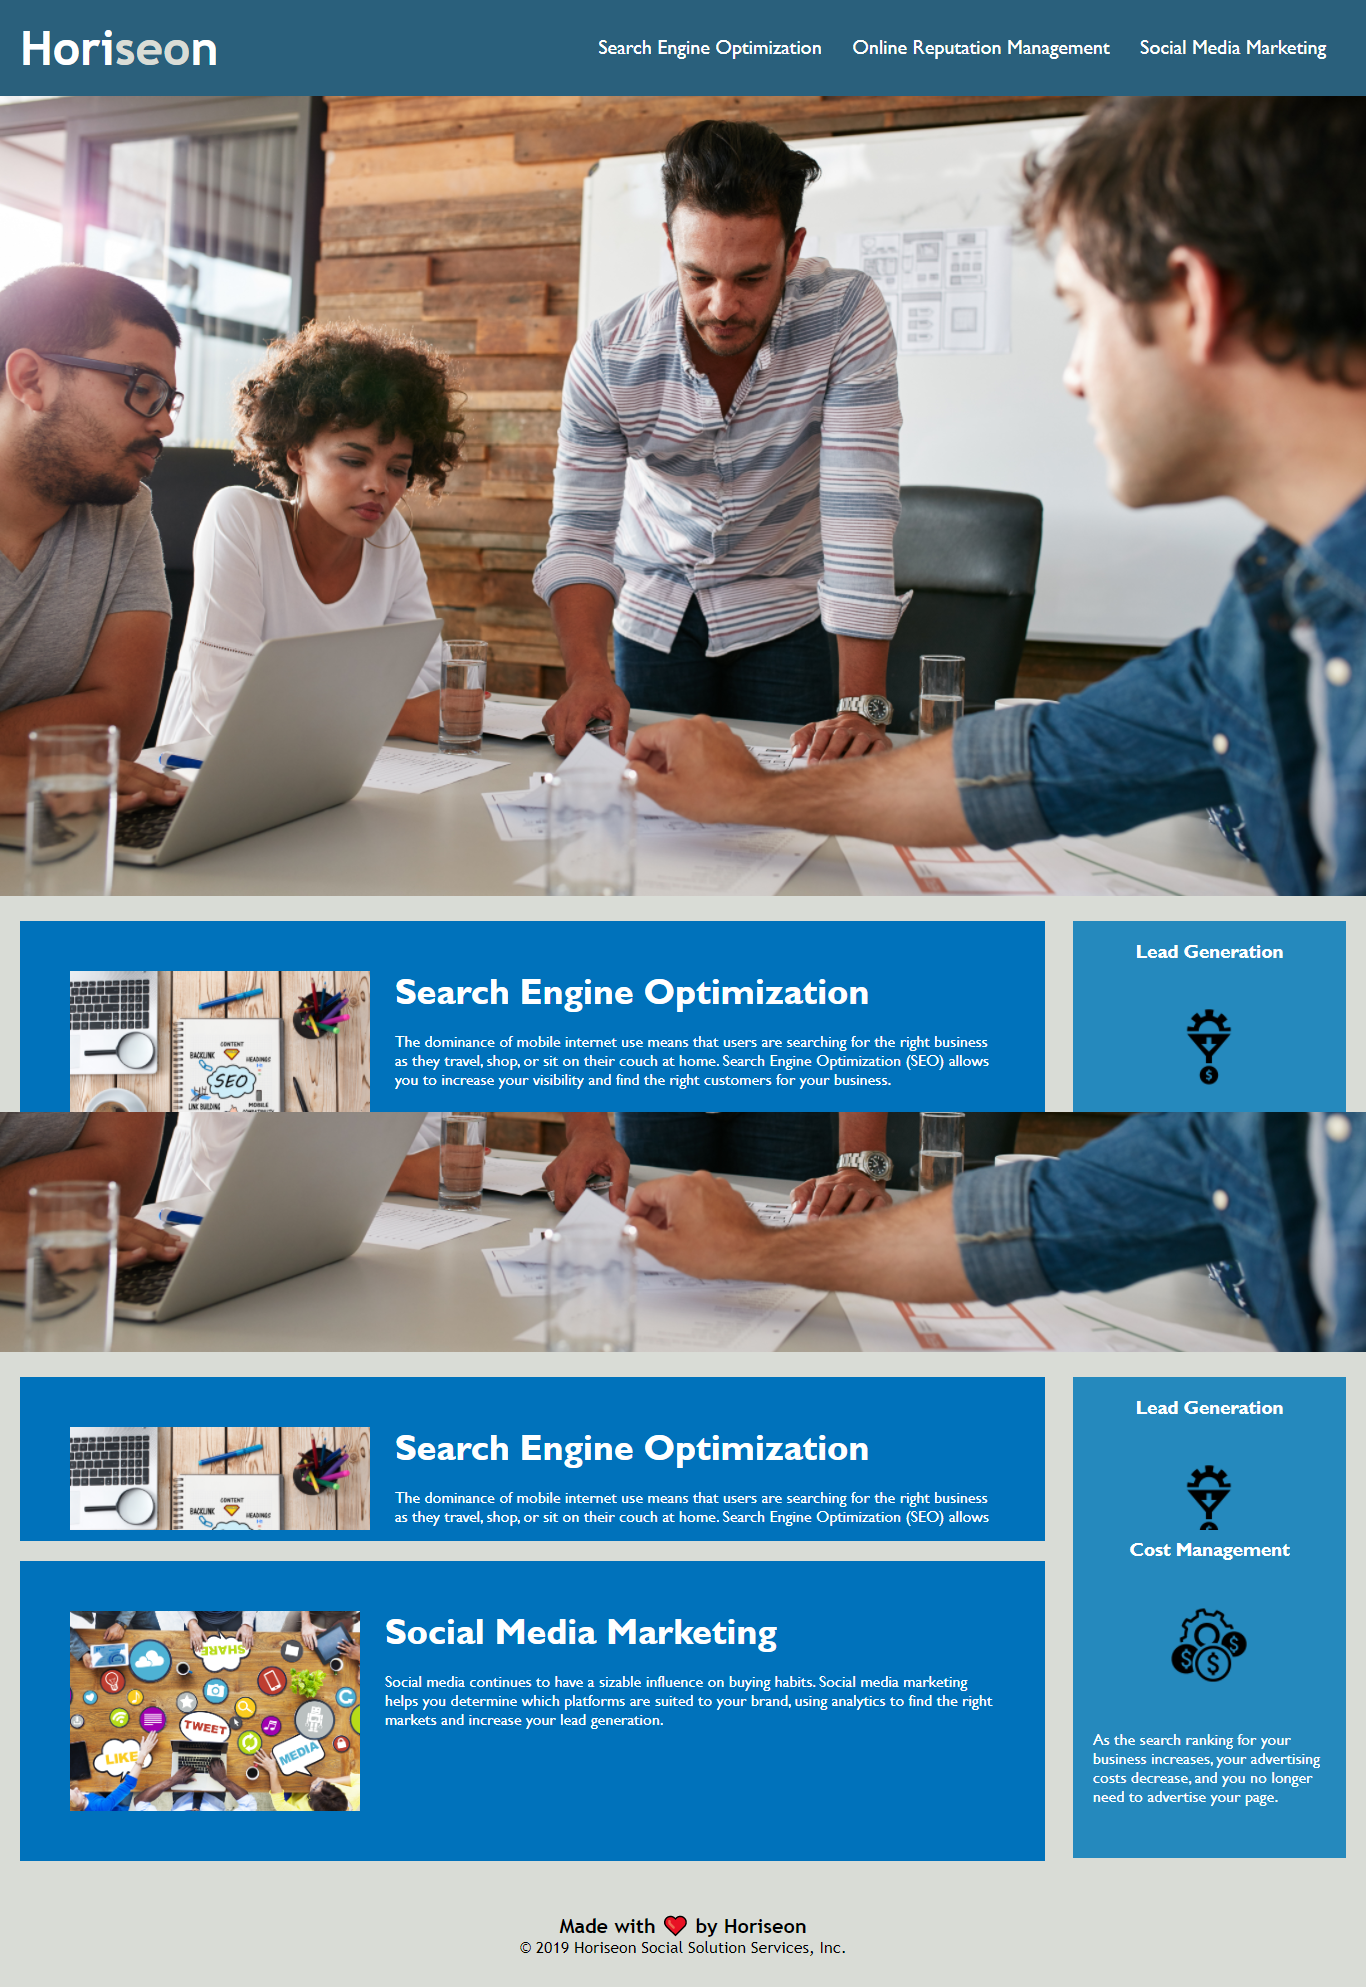 Horiseon
Search Engine Optimization
Online Reputation Management
Social Media Marketing
Search Engine Optimization
The dominance of mobile internet use means that users are searching for the right business
as they travel, shop, or sit on their couch at home. Search Engine Optimization (SEO) allows
you to increase your visibility and find the right customers for your business.
CONTENT
BACKLINK
HEADINGS
SEO
LINK BUILDING
MOBILE
Lead Generation
$
Search Engine Optimization
The dominance of mobile internet use means that users are searching for the right business
as they travel, shop, or sit on their couch at home. Search Engine Optimization (SEO) allows
CONTENT
BACKLINK
HEADINGS
Lead Generation
Social Media Marketing
Social media continues to have a sizable influence on buying habits. Social media marketing
helps you determine which platforms are suited to your brand, using analytics to find the right
markets and increase your lead generation.
SHARE
TWEET
LIKE
MEDIA
Cost Management
$ $ $
As the search ranking for your
business increases, your advertising
costs decrease, and you no longer
need to advertise your page.
Made with ❤️ by Horiseon
© 2019 Horiseon Social Solution Services, Inc.